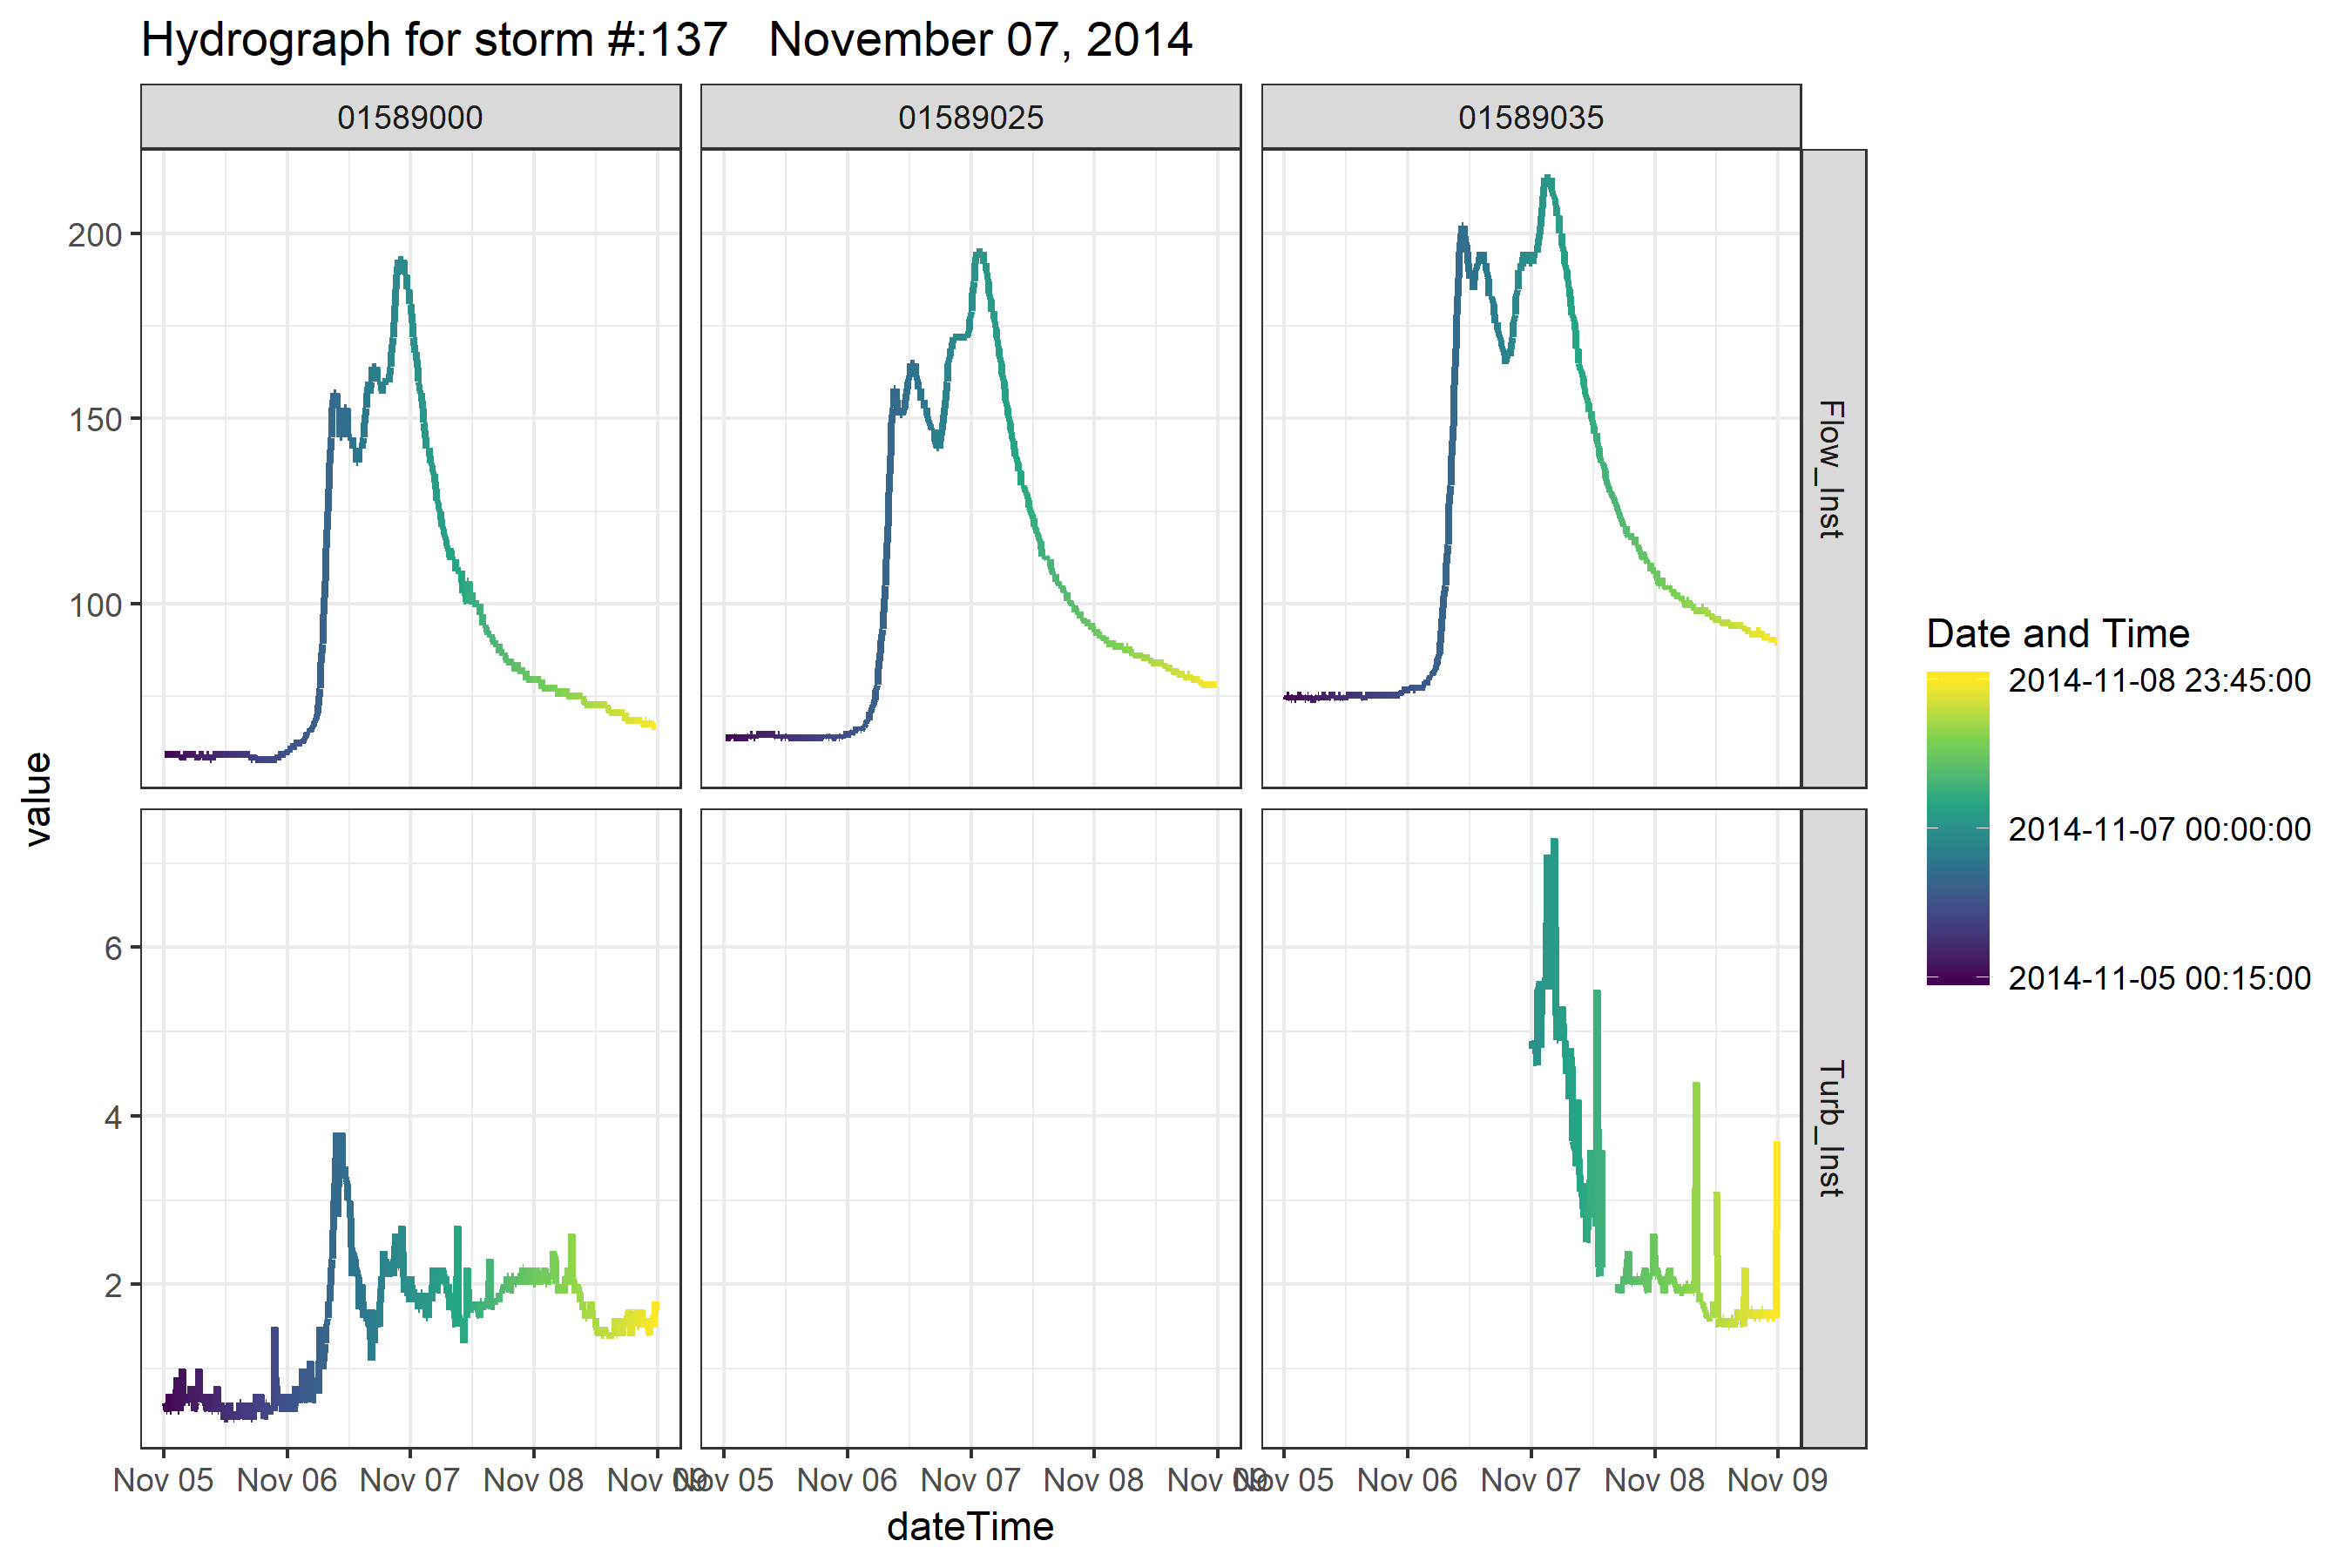 Hydrograph for storm #:137   November 07, 2014
01589000
01589025
01589035
200
150
100
Flow_Inst
value
6
4
2
Turb_Inst
Nov 05
Nov 06
Nov 07
Nov 08
Nov 09
Nov 05
Nov 06
Nov 07
Nov 08
Nov 09
Nov 05
Nov 06
Nov 07
Nov 08
Nov 09
dateTime
Date and Time
2014-11-08 23:45:00
2014-11-07 00:00:00
2014-11-05 00:15:00